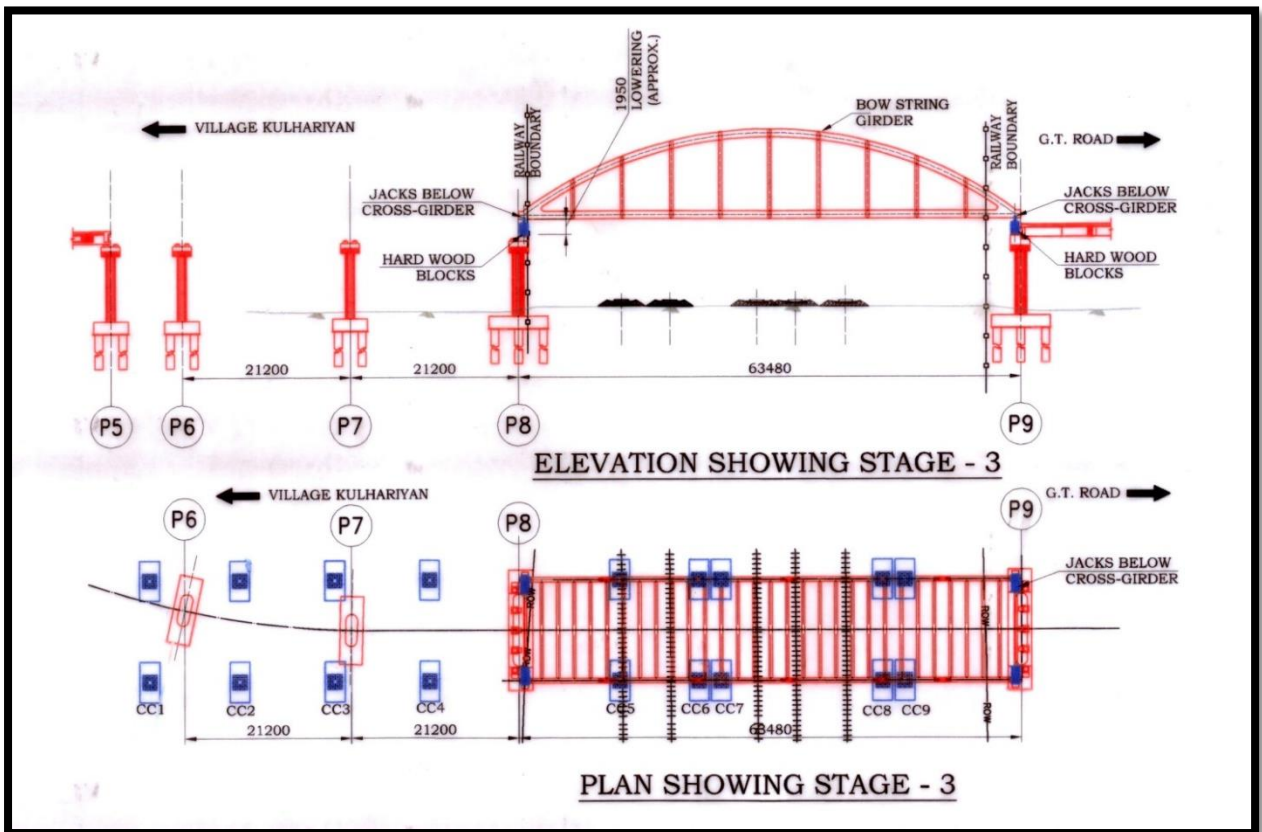 1950
LOWERING
(APPROX.)
VILLAGE KULHARIYAN
RAILWAY
BOUNDARY
BOW STRING
GIRDER
RAILWAY
BOUNDARY
G.T. ROAD
JACKS BELOW
CROSS-GIRDER
JACKS BELOW
CROSS-GIRDER
HARD WOOD
BLOCKS
HARD WOOD
BLOCKS
21200
21200
63480
P5
P6
P7
P8
P9
ELEVATION SHOWING STAGE - 3
VILLAGE KULHARIYAN
G.T. ROAD
P6
P7
P8
P9
JACKS BELOW
CROSS-GIRDER
ROW
ROW
ROW
ROW
CC1
CC2
CC3
CC4
CC5
CC6
CC7
CC8
CC9
21200
21200
63480
PLAN SHOWING STAGE - 3